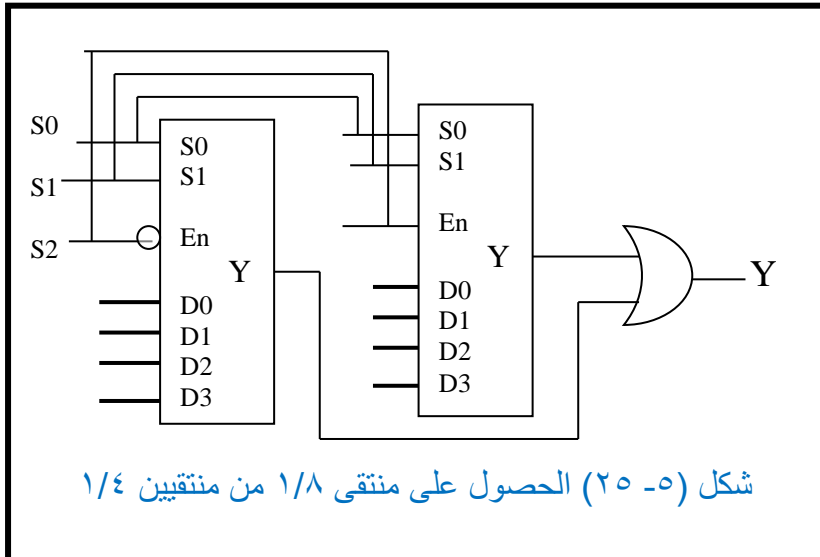 S0
S1
S2
S0
S1
En
Y
D0
D1
D2
D3
S0
S1
En
Y
D0
D1
D2
D3
Y
شكل (٥- ٢٥) الحصول على منتقى ١/٨ من منتقيين ١/٤